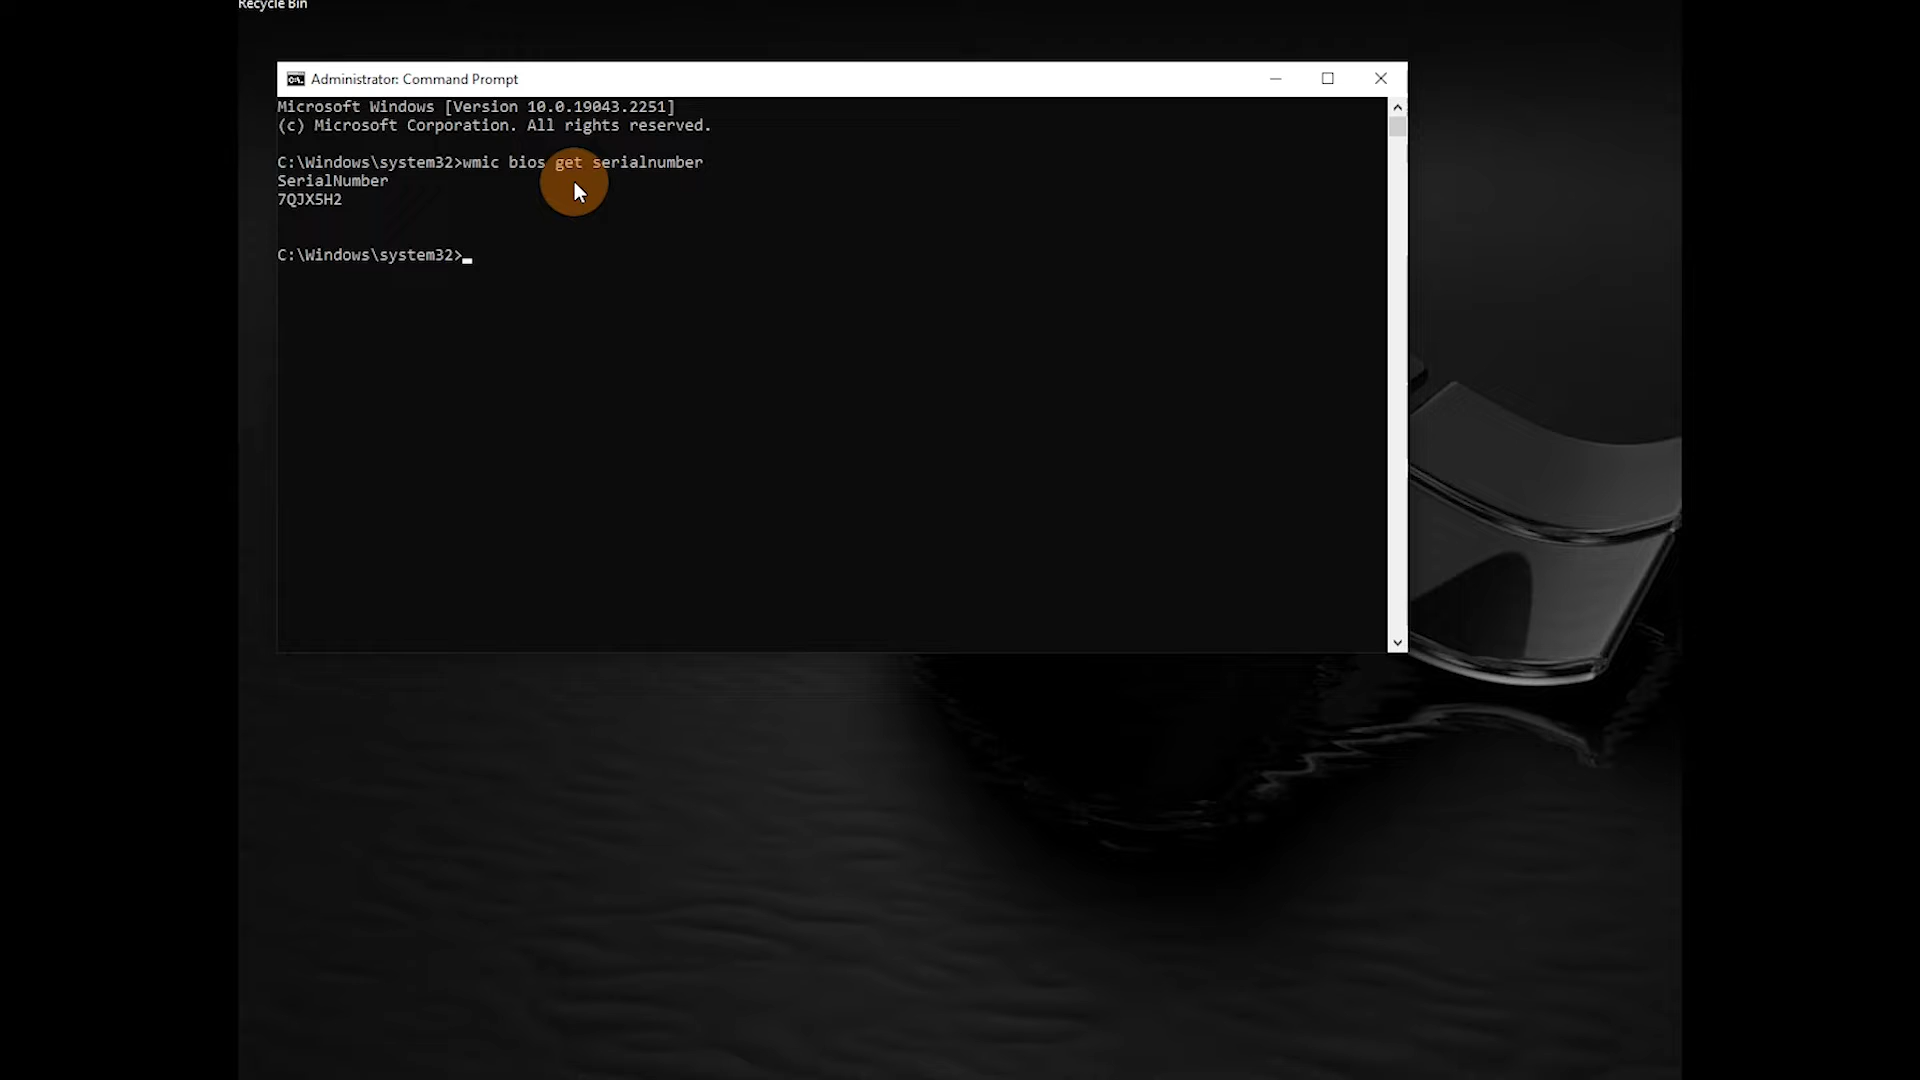 Recycle Bin
Administrator: Command Prompt
Microsoft Windows [Version 10.0.19043.2251]
(c) Microsoft Corporation. All rights reserved.
C:\Windows\system32>wmic bios get serialnumber
SerialNumber
7QJX5H2
C:\Windows\system32>